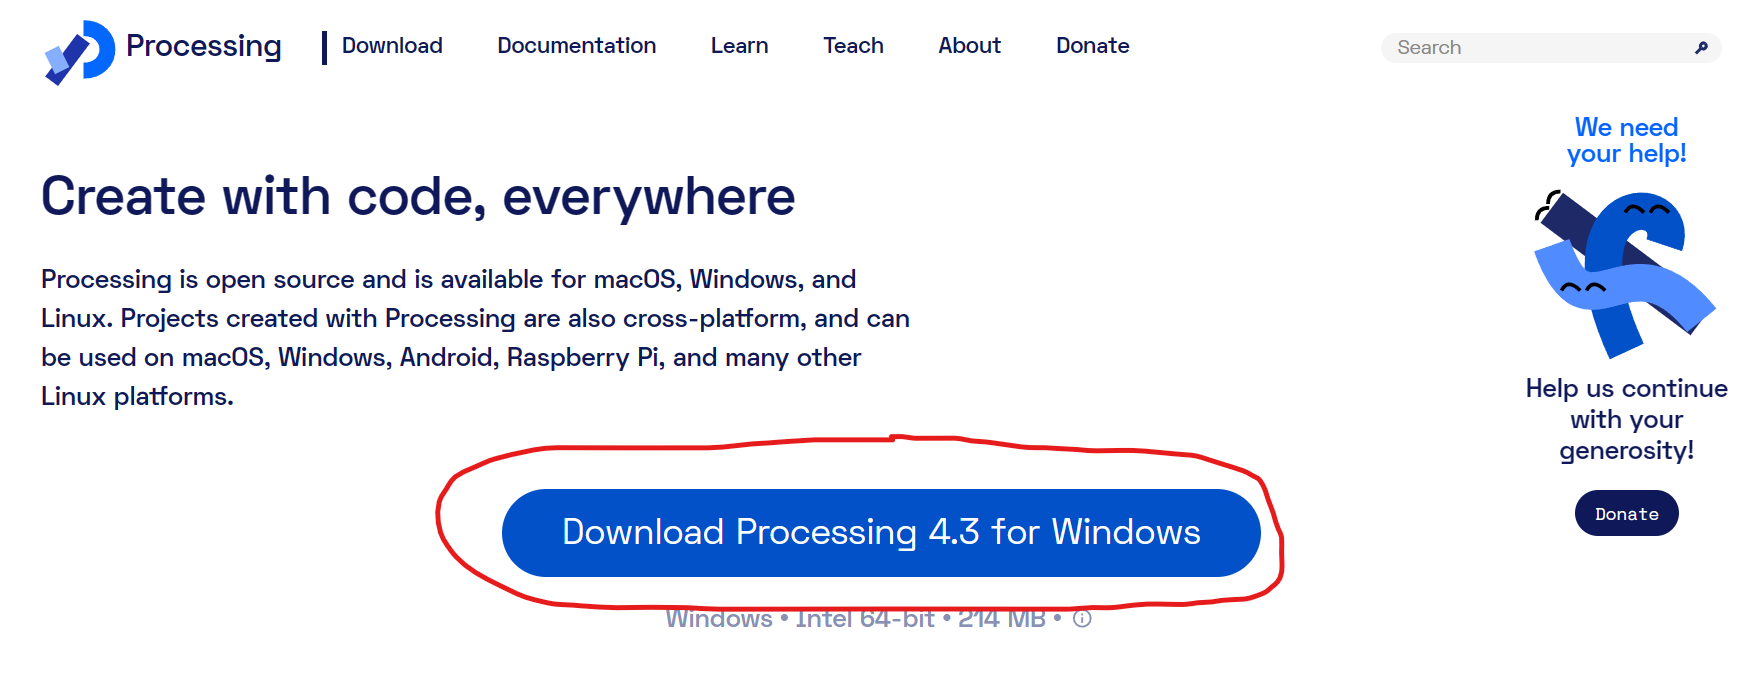 Processing
Download
Documentation
Learn
Teach
About
Donate
Search
We need
your help!
Create with code, everywhere
Processing is open source and is available for macOS, Windows, and
Linux. Projects created with Processing are also cross-platform, and can
be used on macOS, Windows, Android, Raspberry Pi, and many other
Linux platforms.
Help us continue
with your
generosity!
Donate
Download Processing 4.3 for Windows
Windows • Intel 64-bit • 214 MB •